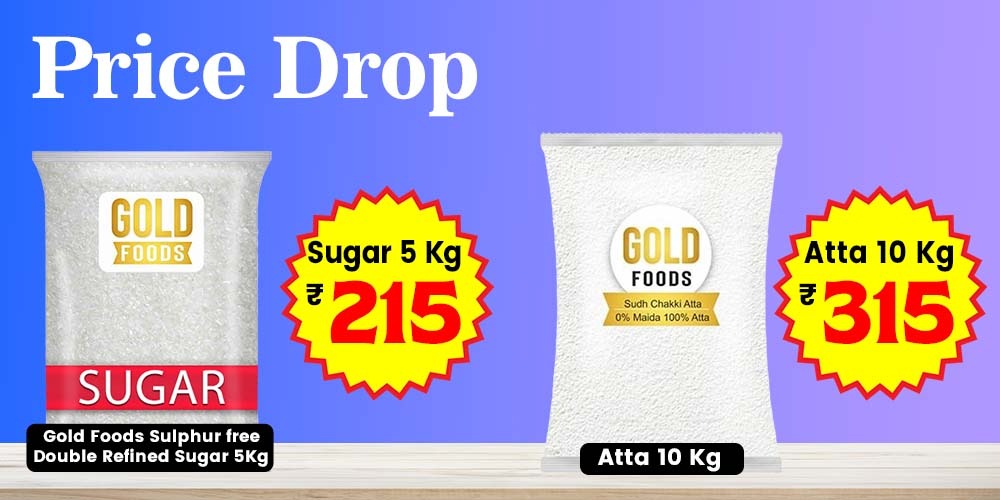 Price Drop
GOLD
FOODS
SUGAR
Gold Foods Sulphur free
Double Refined Sugar 5Kg
Sugar 5 Kg
₹ 215
GOLD
FOODS
Sudh Chakki Atta
0% Maida 100% Atta
Atta 10 Kg
Atta 10 Kg
₹ 315